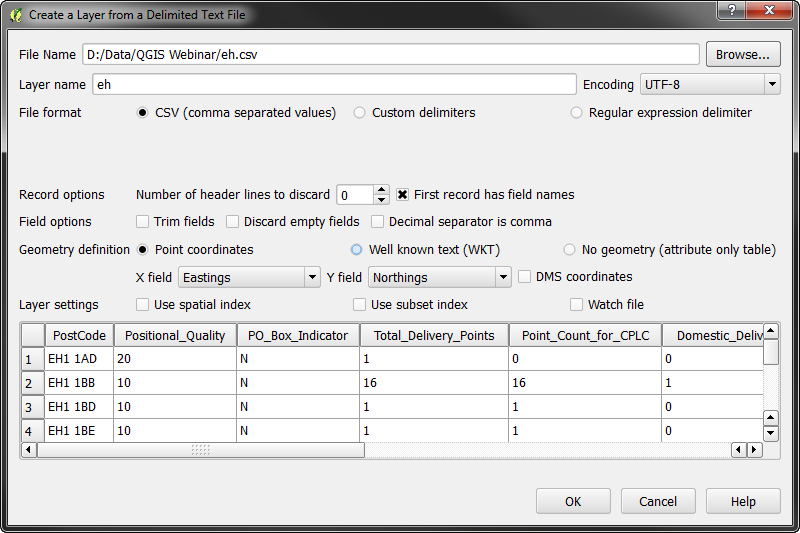 Create a Layer from a Delimited Text File
File Name D:/Data/QGIS Webinar/eh.csv Browse...
Layer name eh Encoding UTF-8
File format CSV (comma separated values) Custom delimiters Regular expression delimiter
Record options Number of header lines to discard 0 First record has field names
Field options Trim fields Discard empty fields Decimal separator is comma
Geometry definition Point coordinates Well known text (WKT) No geometry (attribute only table)
X field Eastings Y field Northings DMS coordinates
Layer settings Use spatial index Use subset index Watch file
PostCode Positional_Quality PO_Box_Indicator Total_Delivery_Points Point_Count_for_CPLC Domestic_Deliv
1 EH1 1AD 20 N 1 0 0
2 EH1 1BB 10 N 16 16 1
3 EH1 1BD 10 N 1 1 0
4 EH1 1BE 10 N 1 1 0
OK Cancel Help